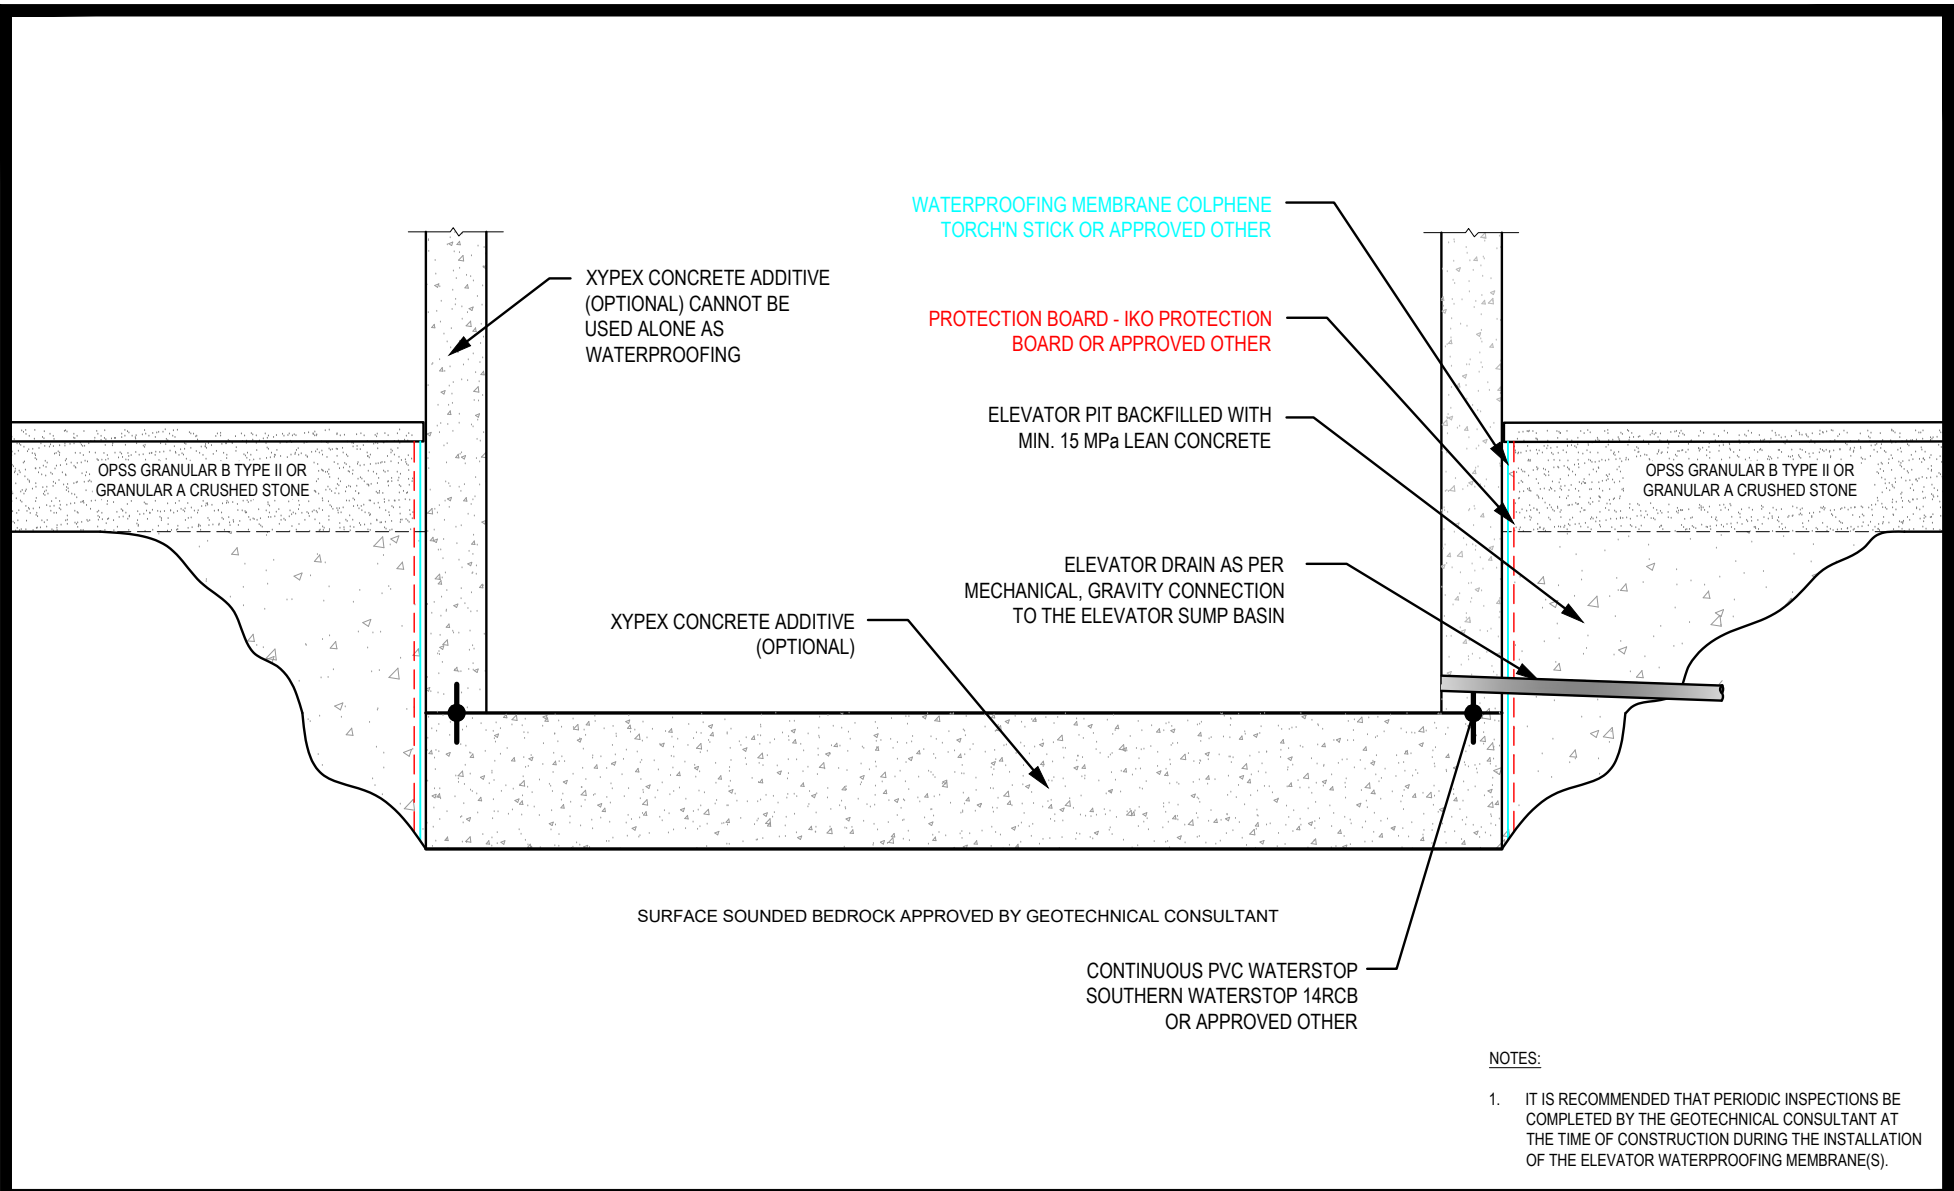 WATERPROOFING MEMBRANE COLPHENE
TORCH'N STICK OR APPROVED OTHER
XYPEX CONCRETE ADDITIVE
(OPTIONAL) CANNOT BE
USED ALONE AS
WATERPROOFING
PROTECTION BOARD - IKO PROTECTION
BOARD OR APPROVED OTHER
ELEVATOR PIT BACKFILLED WITH
MIN. 15 MPa LEAN CONCRETE
OPSS GRANULAR B TYPE II OR
GRANULAR A CRUSHED STONE
OPSS GRANULAR B TYPE II OR
GRANULAR A CRUSHED STONE
ELEVATOR DRAIN AS PER
MECHANICAL, GRAVITY CONNECTION
TO THE ELEVATOR SUMP BASIN
XYPEX CONCRETE ADDITIVE
(OPTIONAL)
SURFACE SOUNDED BEDROCK APPROVED BY GEOTECHNICAL CONSULTANT
CONTINUOUS PVC WATERSTOP
SOUTHERN WATERSTOP 14RCB
OR APPROVED OTHER
NOTES:
1. IT IS RECOMMENDED THAT PERIODIC INSPECTIONS BE
COMPLETED BY THE GEOTECHNICAL CONSULTANT AT
THE TIME OF CONSTRUCTION DURING THE INSTALLATION
OF THE ELEVATOR WATERPROOFING MEMBRANE(S).